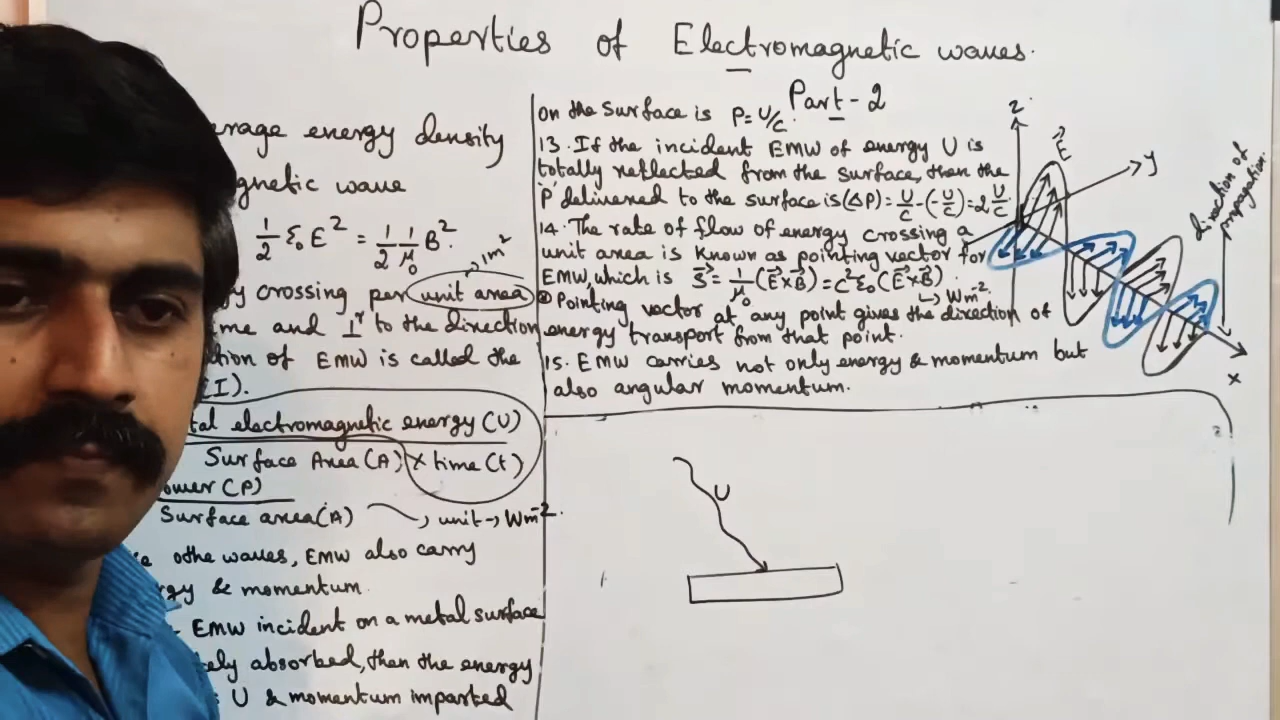 Properties of Electromagnetic waves.
Part-2
erage energy density
gnetic wave
1/2 ε₀E² = 1/2 1/μ₀ B².
1m²
gy crossing per unit area
me and ⊥ʳ to the direction
tion of EMW is called the
(I).
tal electromagnetic energy (U)
Surface Area (A) × time (t)
ower (P)
Surface area (A) unit → Wm⁻².
othe waves, EMW also carry
rgy & momentum.
EMW incident on a metal surface
tely absorbed, then the energy
U & momentum imparted
on the surface is P = U/c.
13. If the incident EMW of energy U is
totally reflected from the surface, then the
'P' delivered to the surface is (ΔP) = U/c - (-U/c) = 2 U/c
14. The rate of flow of energy crossing a
unit area is known as pointing vector for
EMW, which is S⃗ = 1/μ₀ (E⃗×B⃗) = c²ε₀ (E⃗×B⃗).
↳ Wm⁻².
Pointing vector at any point gives the direction of
energy transport from that point.
15. EMW carries not only energy & momentum but
also angular momentum.
Z
E⃗
y
direction of
propagation.
x
U